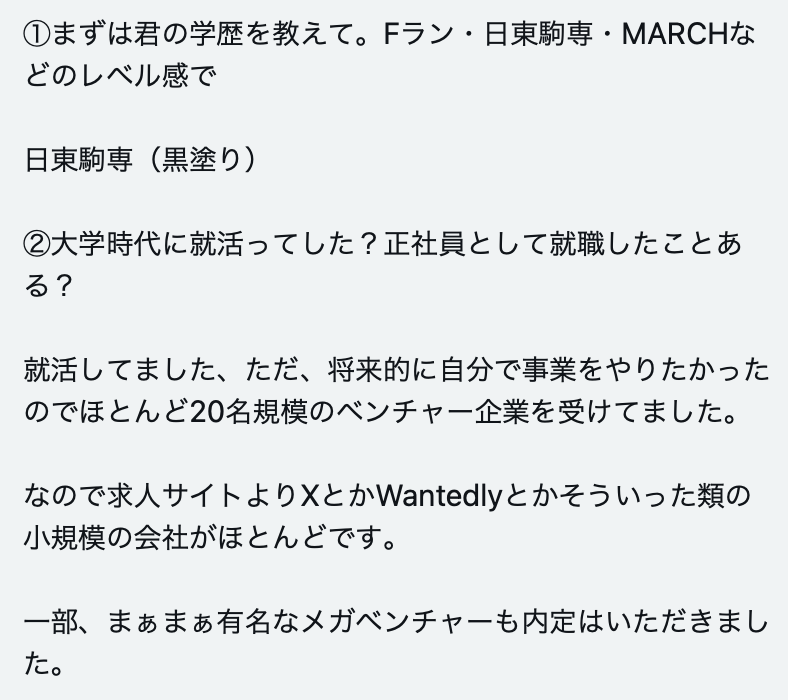 ①まずは君の学歴を教えて。Fラン・日東駒専・MARCHな
どのレベル感で
日東駒専（黒塗り）
②大学時代に就活ってした？正社員として就職したことあ
る？
就活してました、ただ、将来的に自分で事業をやりたかった
のでほとんど20名規模のベンチャー企業を受けてました。
なので求人サイトよりXとかWantedlyとかそういった類の
小規模の会社がほとんどです。
一部、まぁまぁ有名なメガベンチャーも内定はいただきまし
た。